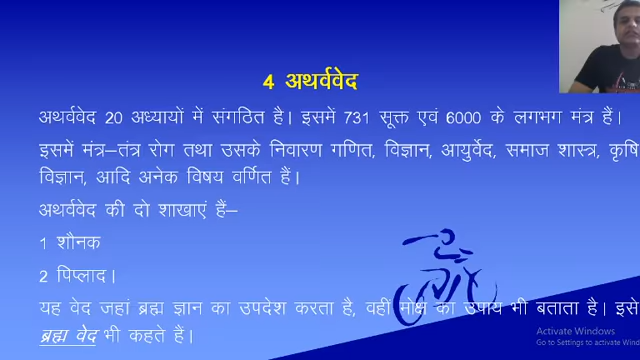 4 अथर्ववेद
अथर्ववेद 20 अध्यायों में संगठित है। इसमें 731 सूक्त एवं 6000 के लगभग मंत्र हैं।
इसमें मंत्र–तंत्र रोग तथा उसके निवारण गणित, विज्ञान, आयुर्वेद, समाज शास्त्र, कृषि
विज्ञान, आदि अनेक विषय वर्णित हैं।
अथर्ववेद की दो शाखाएं हैं–
1 शौनक
2 पिप्लाद।
यह वेद जहां ब्रह्म ज्ञान का उपदेश करता है, वहीं मोक्ष का उपाय भी बताता है। इसे
ब्रह्म वेद भी कहते हैं।
Activate Windows
Go to Settings to activate Win